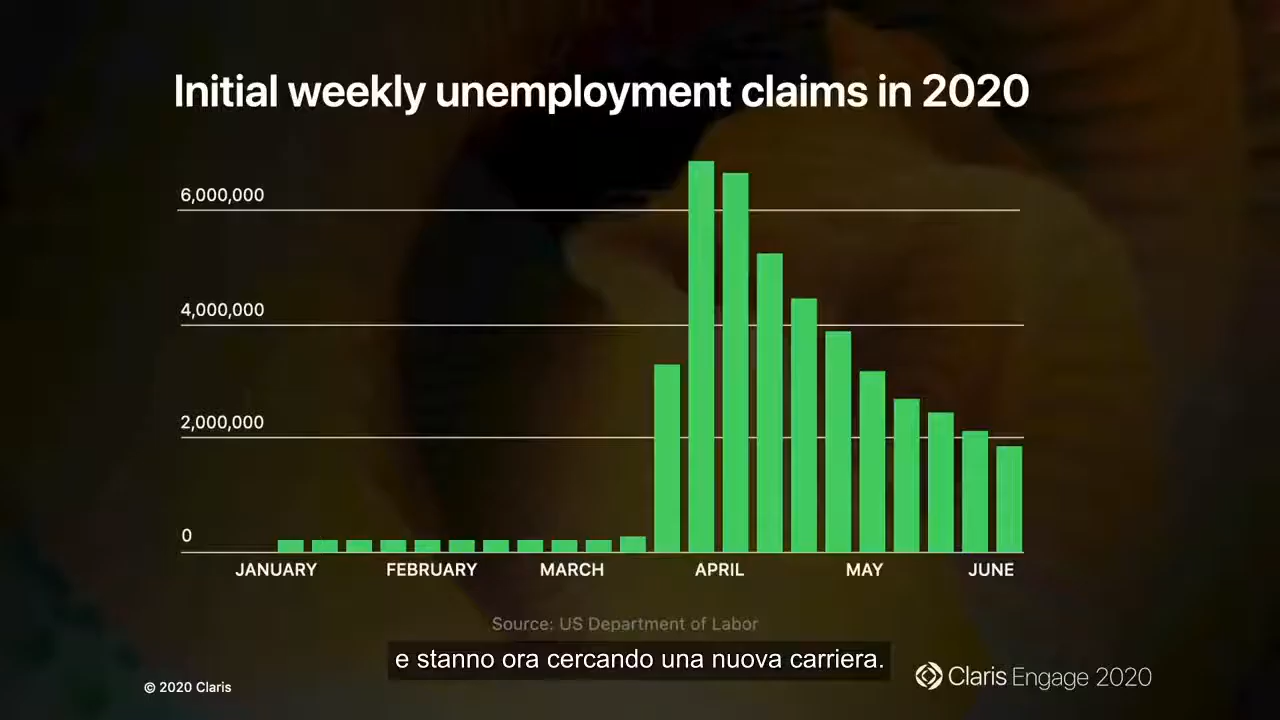 Initial weekly unemployment claims in 2020
6,000,000
4,000,000
2,000,000
0
JANUARY FEBRUARY MARCH APRIL MAY JUNE
Source: US Department of Labor
e stanno ora cercando una nuova carriera.
© 2020 Claris
Claris Engage 2020